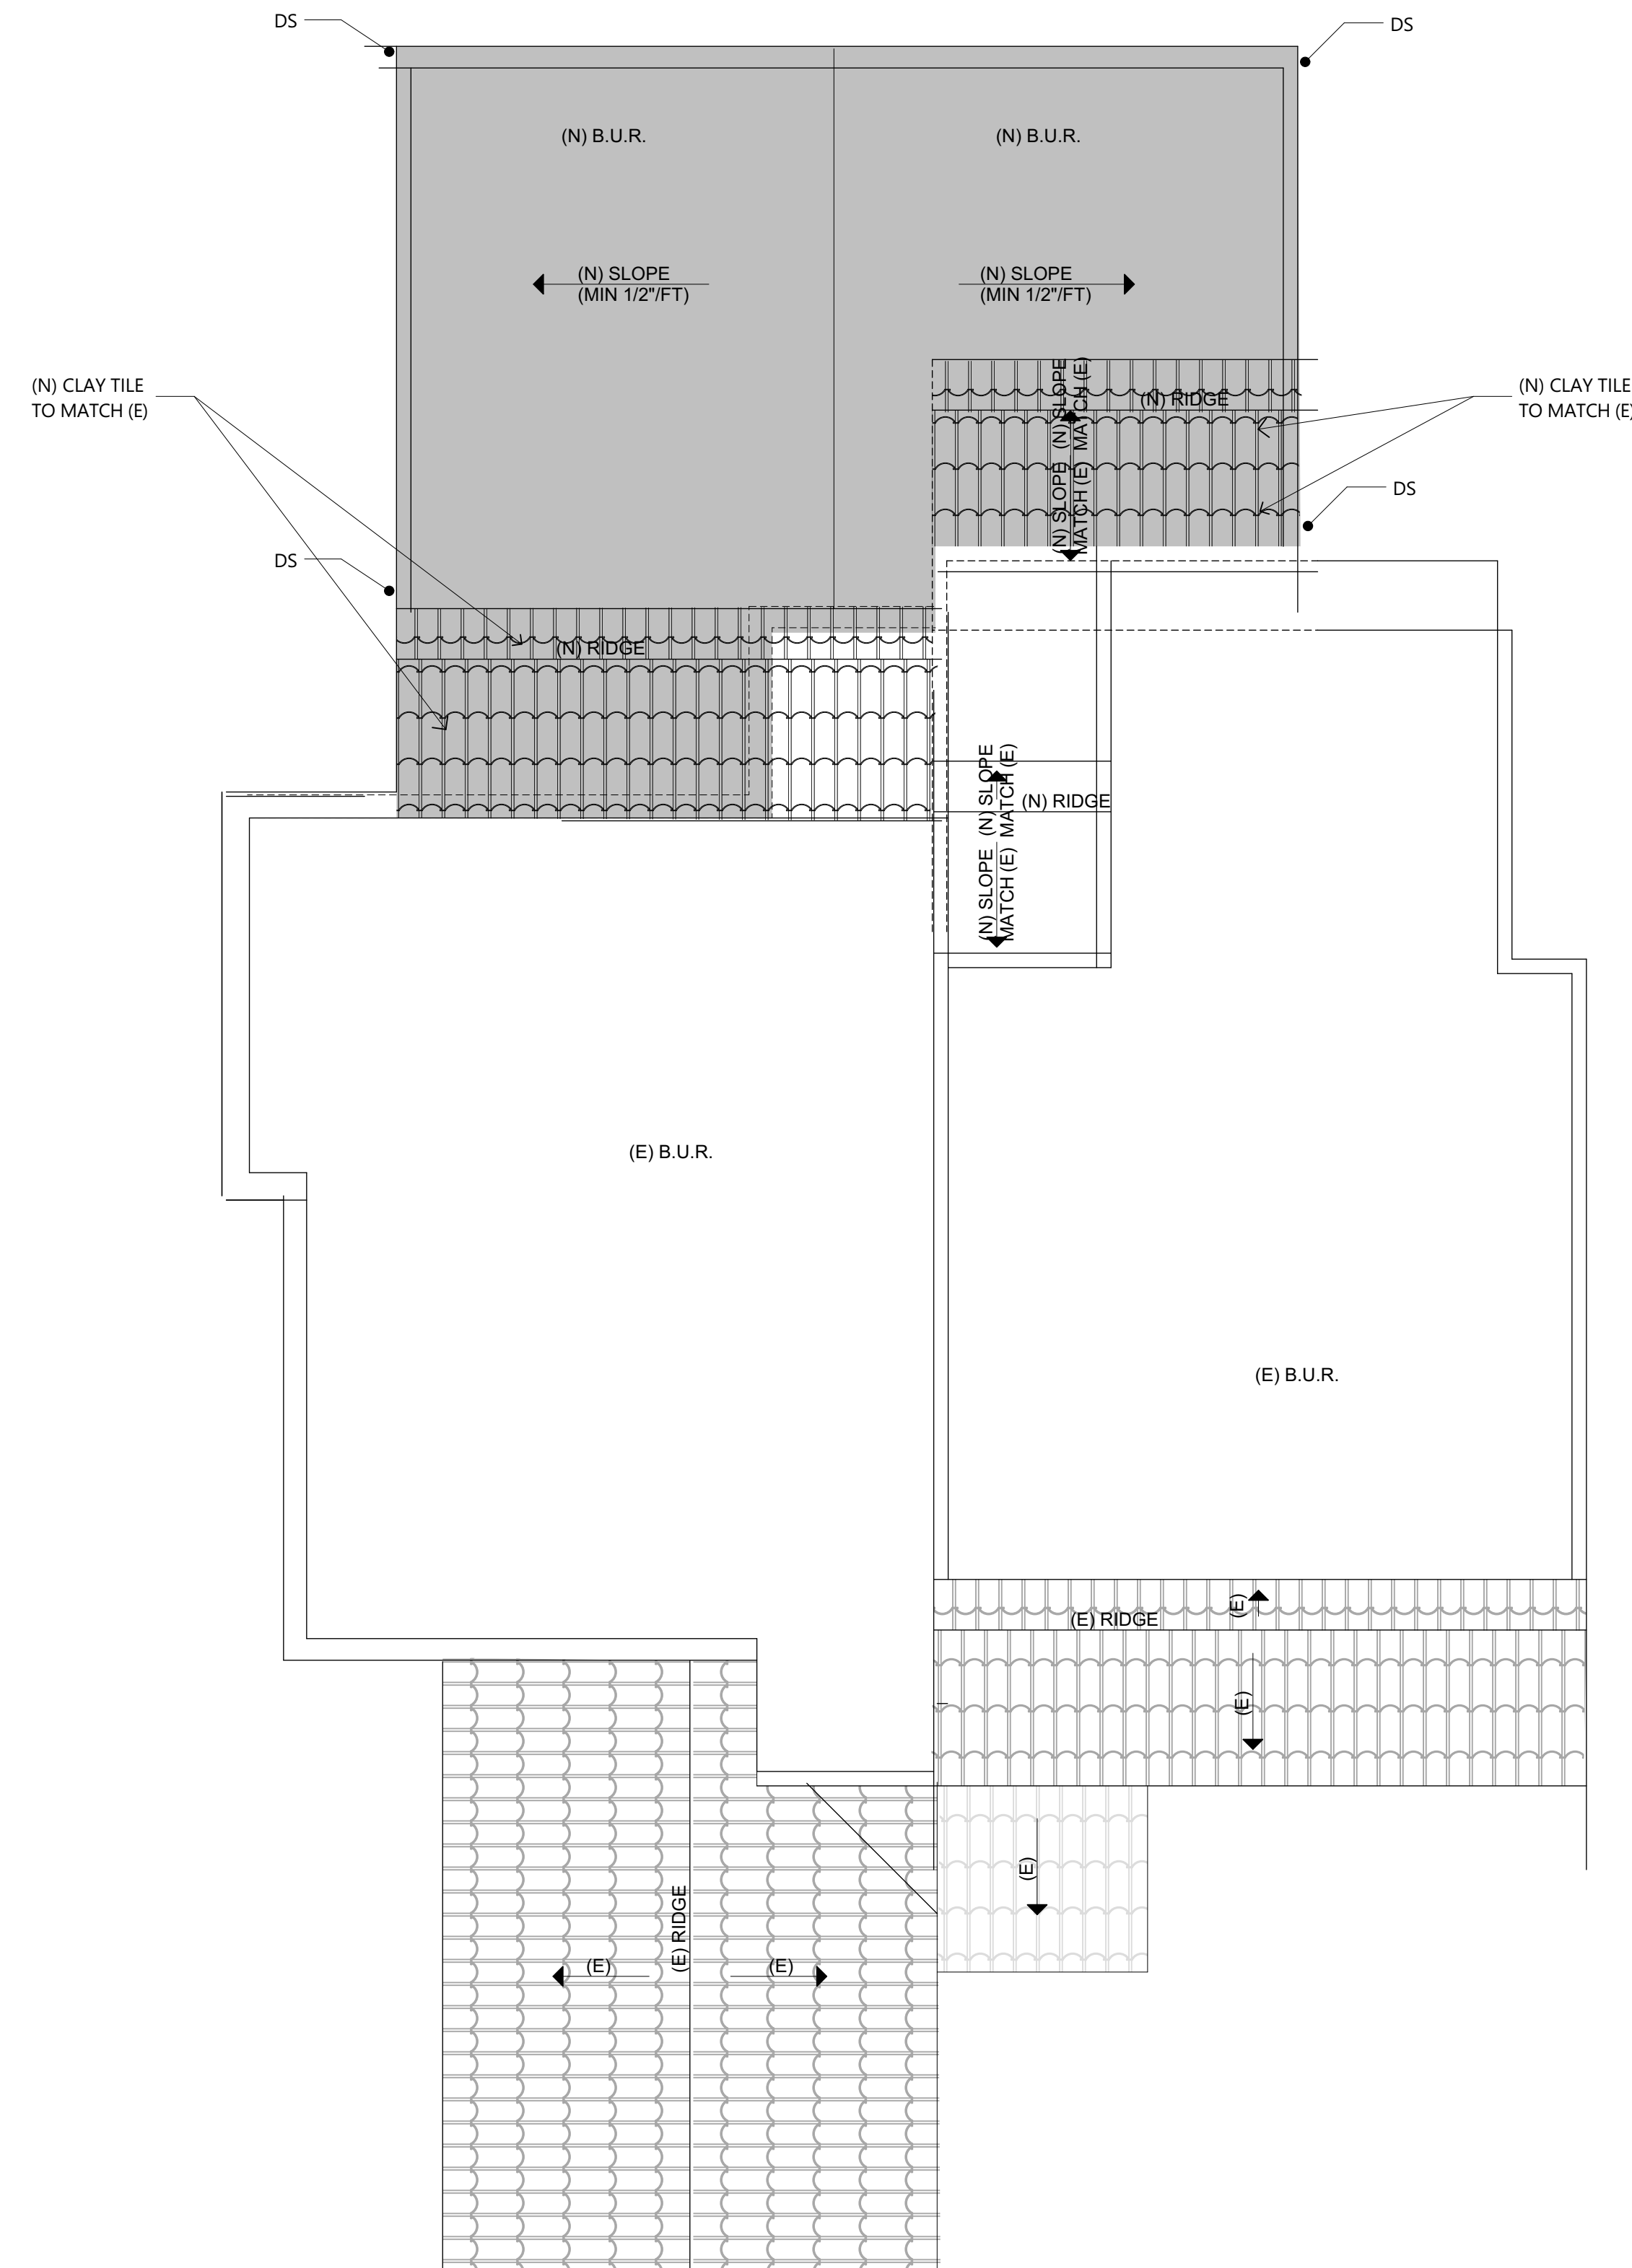 DS
DS
(N) B.U.R.
(N) B.U.R.
(N) SLOPE
(MIN 1/2"/FT)
(N) SLOPE
(MIN 1/2"/FT)
(N) CLAY TILE
TO MATCH (E)
(N) SLOPE
MATCH (E)
(N) RIDGE
(N) CLAY TILE
TO MATCH (E)
(N) SLOPE
MATCH (E)
DS
DS
(N) RIDGE
(N) SLOPE
MATCH (E)
(N) RIDGE
(N) SLOPE
MATCH (E)
(E) B.U.R.
(E) B.U.R.
(E)
(E) RIDGE
(E)
(E)
(E) RIDGE
(E)
(E)